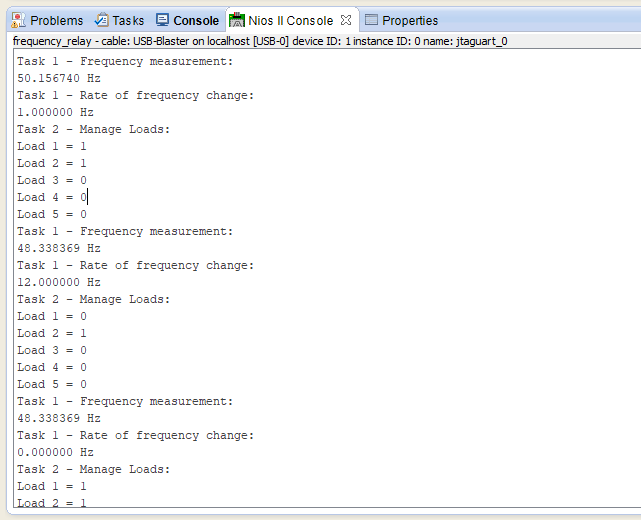 Problems Tasks Console Nios II Console Properties
frequency_relay - cable: USB-Blaster on localhost [USB-0] device ID: 1 instance ID: 0 name: jtaguart_0
Task 1 - Frequency measurement:
50.156740 Hz
Task 1 - Rate of frequency change:
1.000000 Hz
Task 2 - Manage Loads:
Load 1 = 1
Load 2 = 1
Load 3 = 0
Load 4 = 0
Load 5 = 0
Task 1 - Frequency measurement:
48.338369 Hz
Task 1 - Rate of frequency change:
12.000000 Hz
Task 2 - Manage Loads:
Load 1 = 0
Load 2 = 1
Load 3 = 0
Load 4 = 0
Load 5 = 0
Task 1 - Frequency measurement:
48.338369 Hz
Task 1 - Rate of frequency change:
0.000000 Hz
Task 2 - Manage Loads:
Load 1 = 1
Load 2 = 1